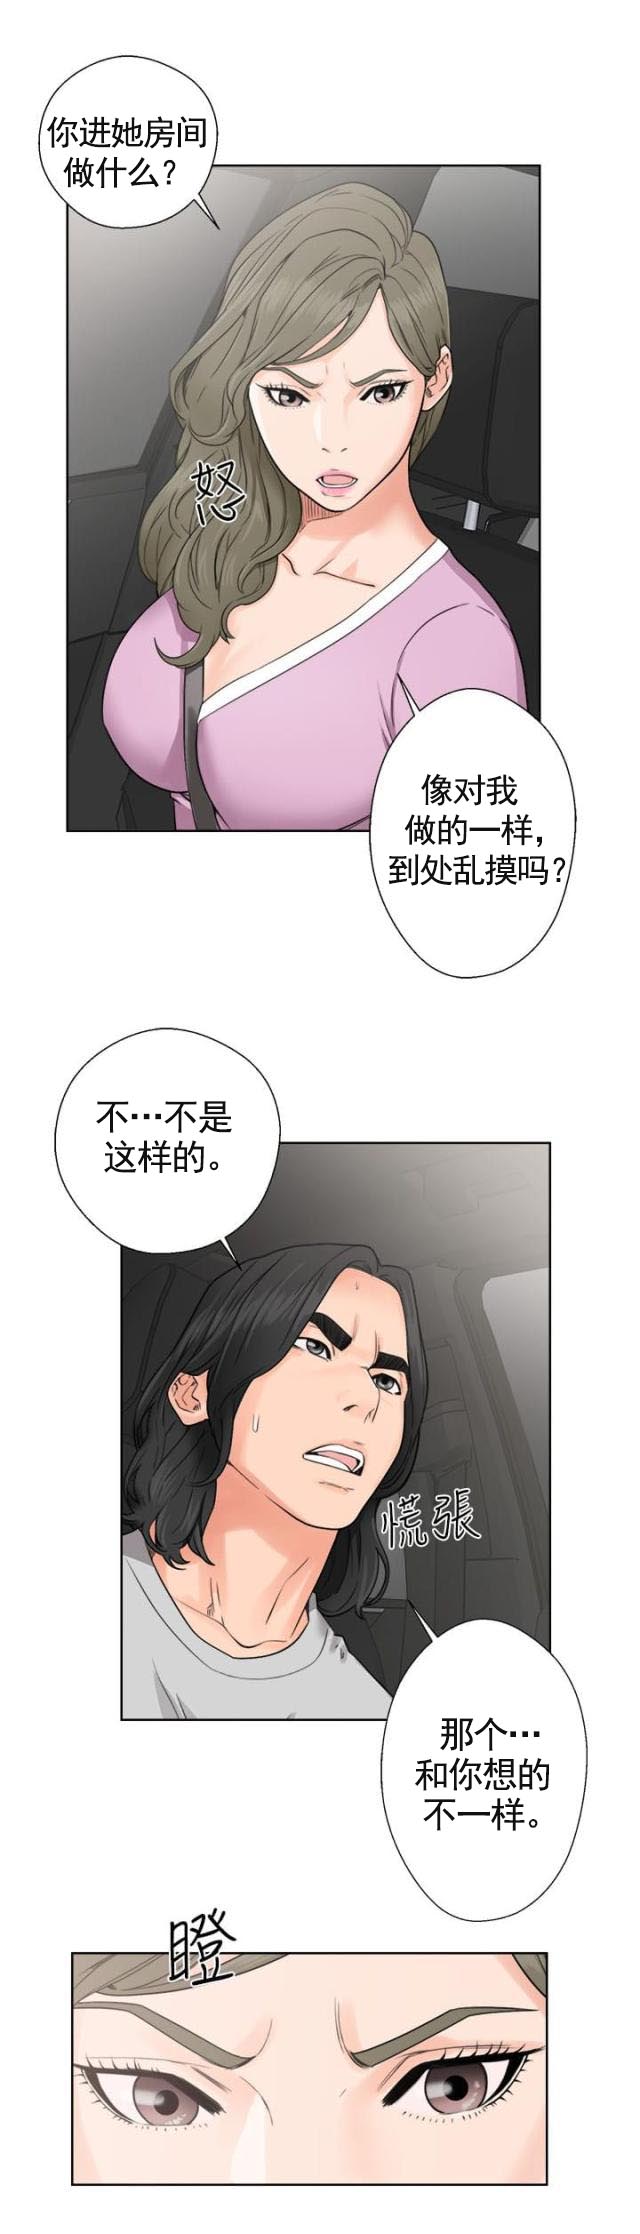 你进她房间
做什么？
怒
像对我
做的一样，
到处乱摸吗？
不…不是
这样的。
慌張
那个…
和你想的
不一样。
瞪